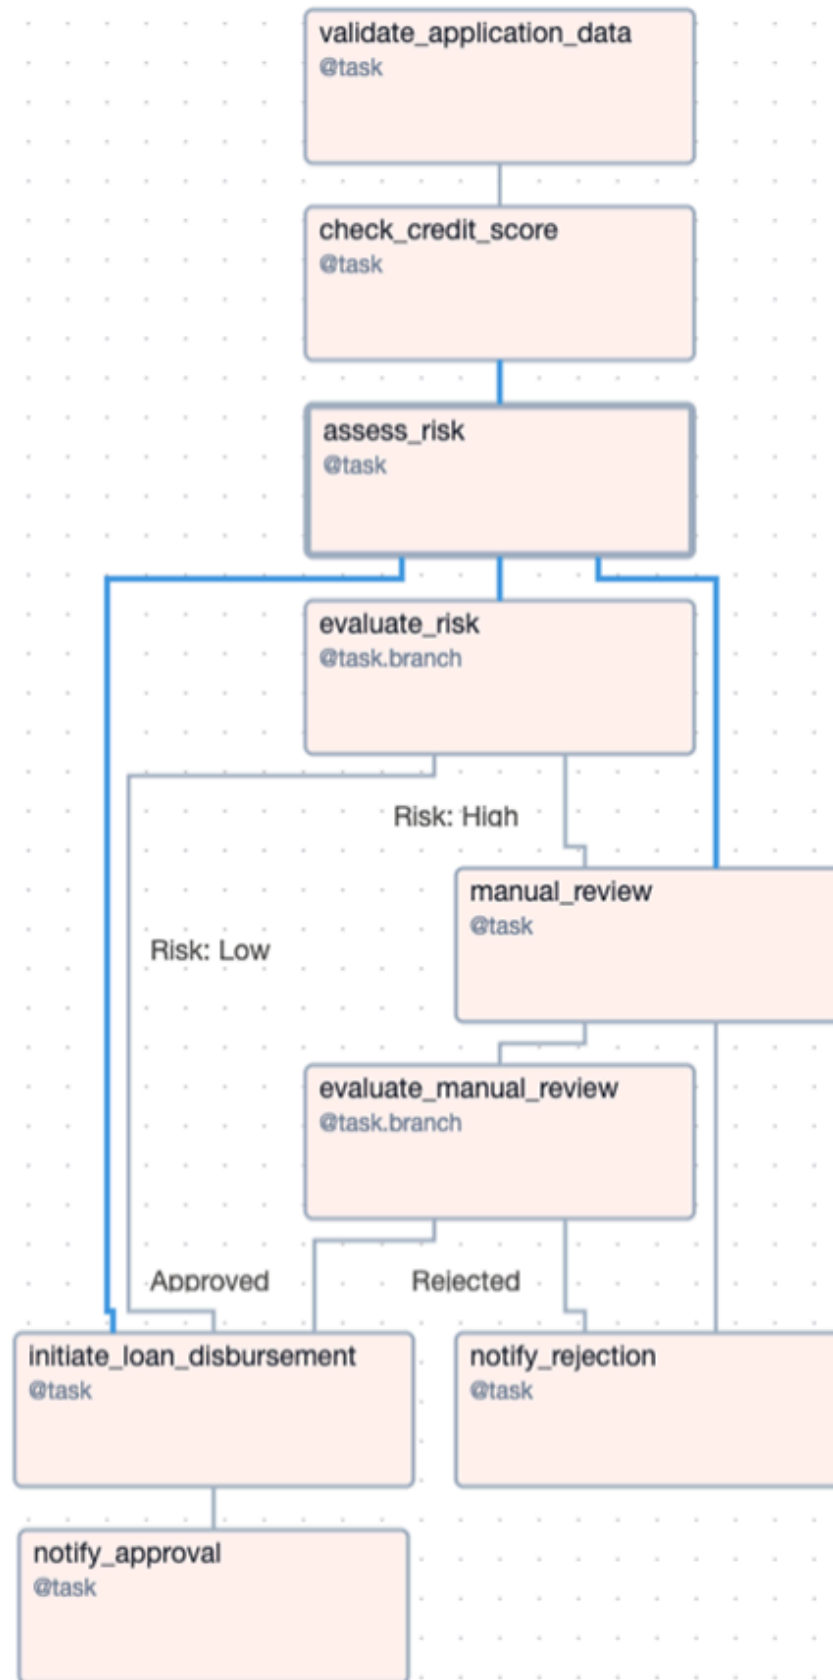 validate_application_data
@task
check_credit_score
@task
assess_risk
@task
evaluate_risk
@task.branch
Risk: High
manual_review
@task
Risk: Low
evaluate_manual_review
@task.branch
Approved
Rejected
initiate_loan_disbursement
@task
notify_rejection
@task
notify_approval
@task